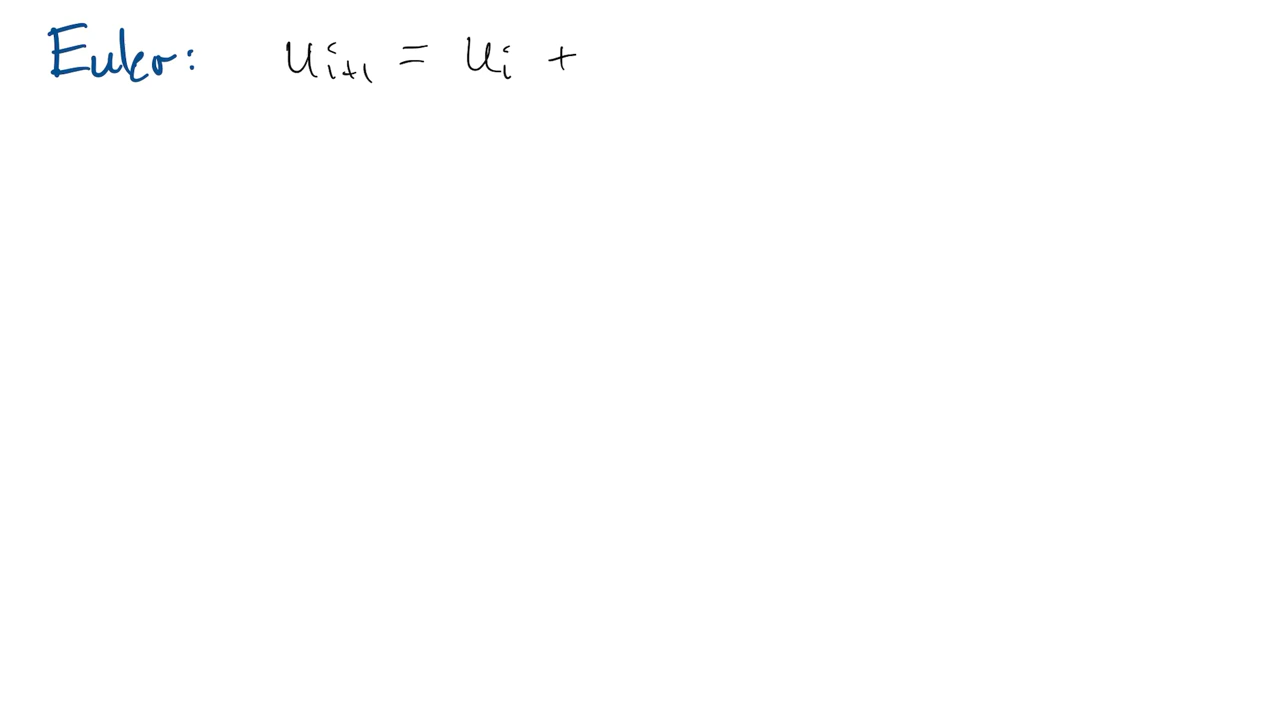 Euler: u_{i+1} = u_i +